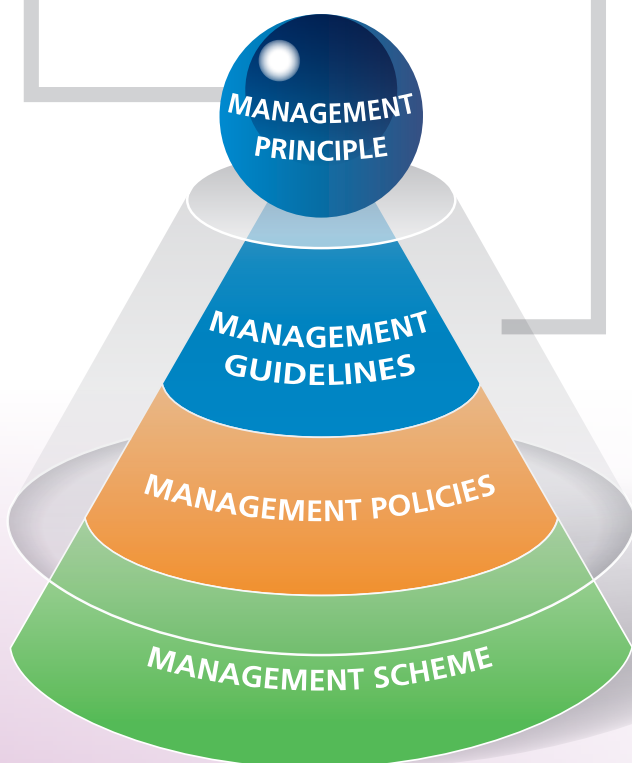 MANAGEMENT
PRINCIPLE
MANAGEMENT
GUIDELINES
MANAGEMENT POLICIES
MANAGEMENT SCHEME